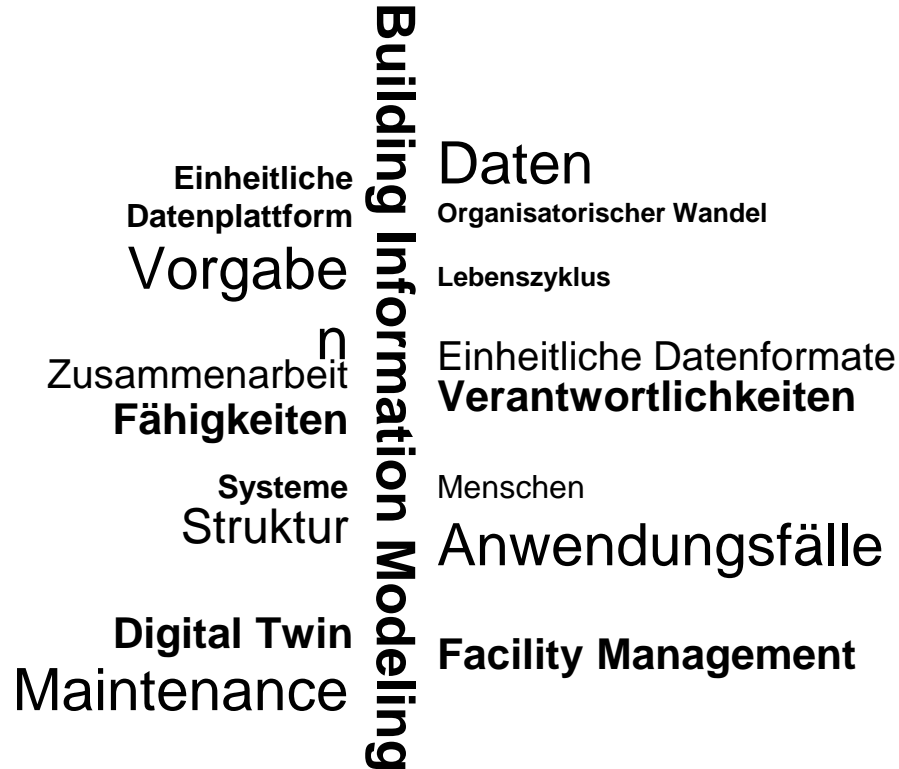 Building Information Modeling
Einheitliche
Datenplattform
Vorgabe
n
Zusammenarbeit
Fähigkeiten
Systeme
Struktur
Digital Twin
Maintenance
Daten
Organisatorischer Wandel
Lebenszyklus
Einheitliche Datenformate
Verantwortlichkeiten
Menschen
Anwendungsfälle
Facility Management